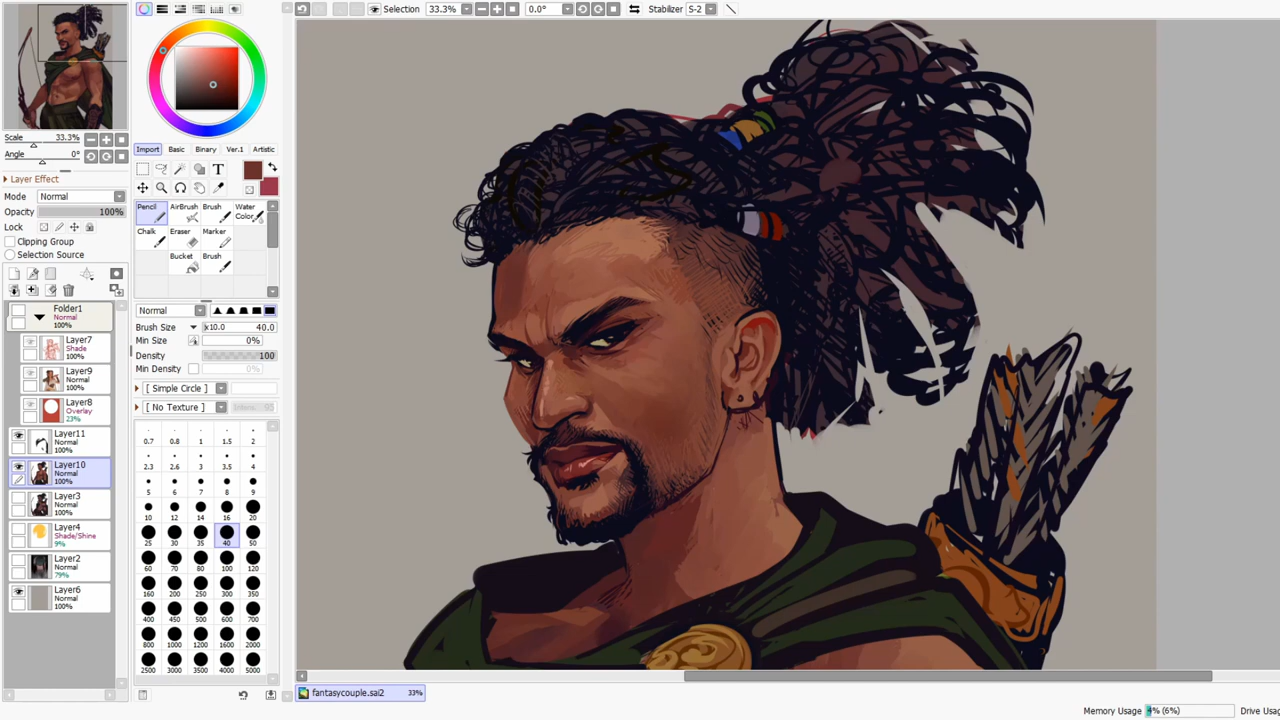 Selection 33.3% 0.0° Stabilizer S-2
Scale 33.3%
Angle 0°
Layer Effect
Mode Normal
Opacity 100%
Lock
Clipping Group
Selection Source
Folder1
Normal
100%
Layer7
Shade
100%
Layer9
Normal
100%
Layer8
Overlay
23%
Layer11
Normal
100%
Layer10
Normal
100%
Layer3
Normal
100%
Layer4
Shade/Shine
9%
Layer2
Normal
79%
Layer6
Normal
100%
Import Basic Binary Ver.1 Artistic
T
Pencil AirBrush Brush Water Color
Chalk Eraser Marker
Bucket Brush
Normal
Brush Size x10.0 40.0
Min Size 0%
Density 100
Min Density 0%
[ Simple Circle ]
[ No Texture ]
0.7 0.8 1 1.5 2
2.3 2.6 3 3.5 4
5 6 7 8 9
10 12 14 16 20
25 30 35 40 50
60 70 80 100 120
160 200 250 300 350
400 450 500 600 700
800 1000 1200 1600 2000
2500 3000 3500 4000 5000
fantasycouple.sai2 33%
Memory Usage 4% (6%) Drive Usag